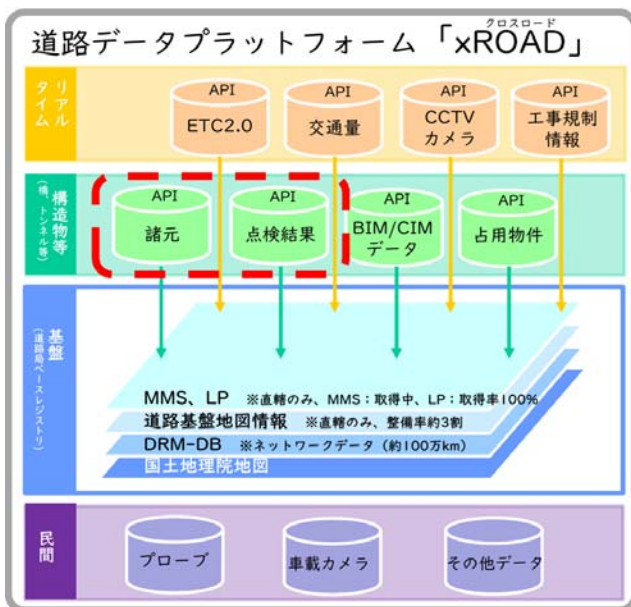 クロスロード
道路データプラットフォーム「xROAD」
リアルタイム
API
ETC2.0
API
交通量
API
CCTV
カメラ
API
工事規制
情報
構造物等
(橋、トンネル等)
API
諸元
API
点検結果
API
BIM/CIM
データ
API
占用物件
基盤
(道路局ベースレジストリ)
MMS、LP ※直轄のみ、MMS:取得中、LP:取得率100%
道路基盤地図情報 ※直轄のみ、整備率約3割
DRM-DB ※ネットワークデータ(約100万km)
国土地理院地図
民間
プローブ
車載カメラ
その他データ